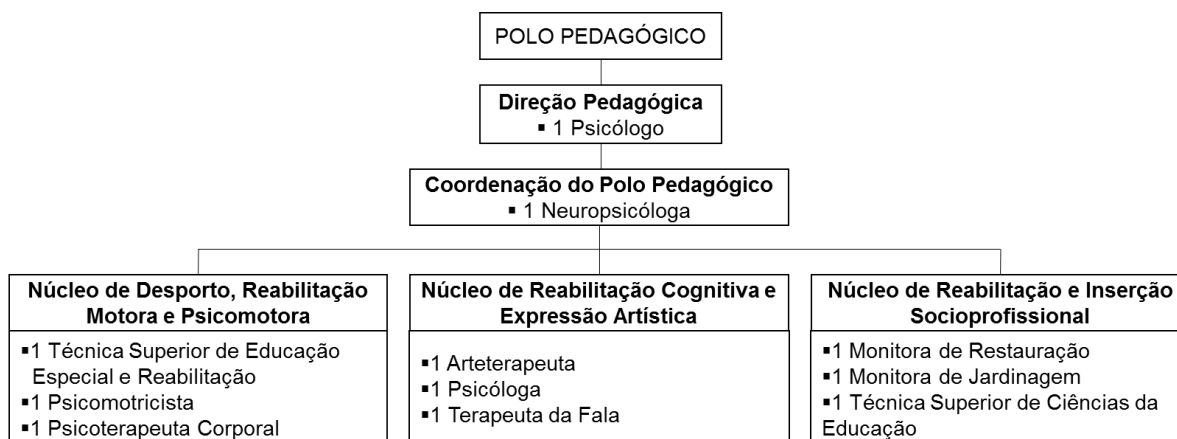 POLO PEDAGÓGICO
Direção Pedagógica
▪ 1 Psicólogo
Coordenação do Polo Pedagógico
▪ 1 Neuropsicóloga
Núcleo de Desporto, Reabilitação
Motora e Psicomotora
▪1 Técnica Superior de Educação
Especial e Reabilitação
▪1 Psicomotricista
▪1 Psicoterapeuta Corporal
Núcleo de Reabilitação Cognitiva e
Expressão Artística
▪1 Arteterapeuta
▪1 Psicóloga
▪1 Terapeuta da Fala
Núcleo de Reabilitação e Inserção
Socioprofissional
▪1 Monitora de Restauração
▪1 Monitora de Jardinagem
▪1 Técnica Superior de Ciências da
Educação